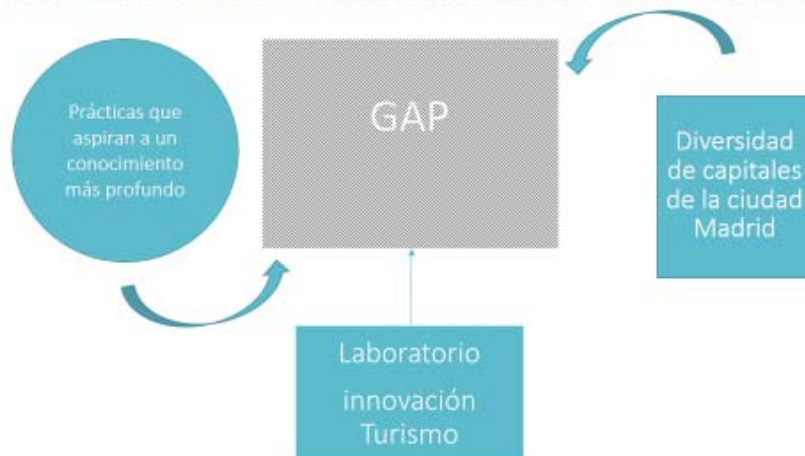 Prácticas que
aspiran a un
conocimiento
más profundo
GAP
Diversidad
de capitales
de la ciudad
Madrid
Laboratorio
innovación
Turismo